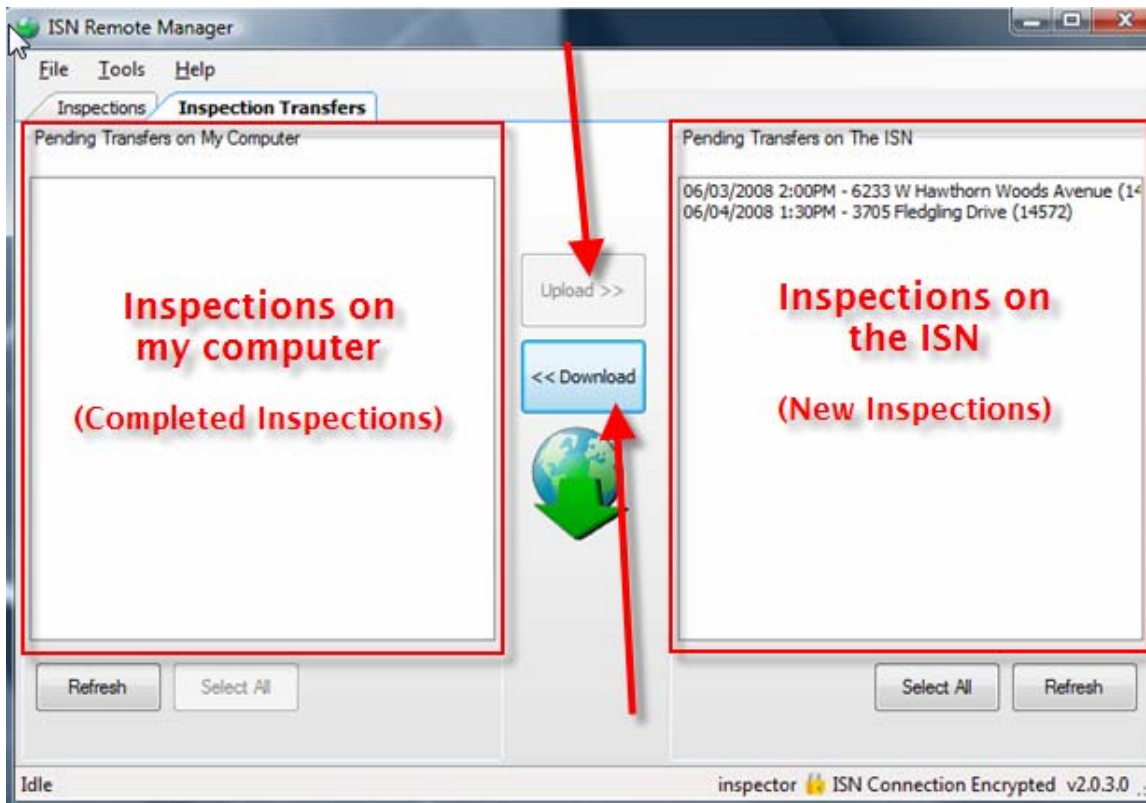 ISN Remote Manager
File Tools Help
Inspections Inspection Transfers
Pending Transfers on My Computer
Pending Transfers on The ISN
06/03/2008 2:00PM - 6233 W Hawthorn Woods Avenue (14
06/04/2008 1:30PM - 3705 Fledgling Drive (14572)
Inspections on
my computer
(Completed Inspections)
Upload >>
<< Download
Inspections on
the ISN
(New Inspections)
Refresh Select All
Select All Refresh
Idle
inspector ISN Connection Encrypted v2.0.3.0